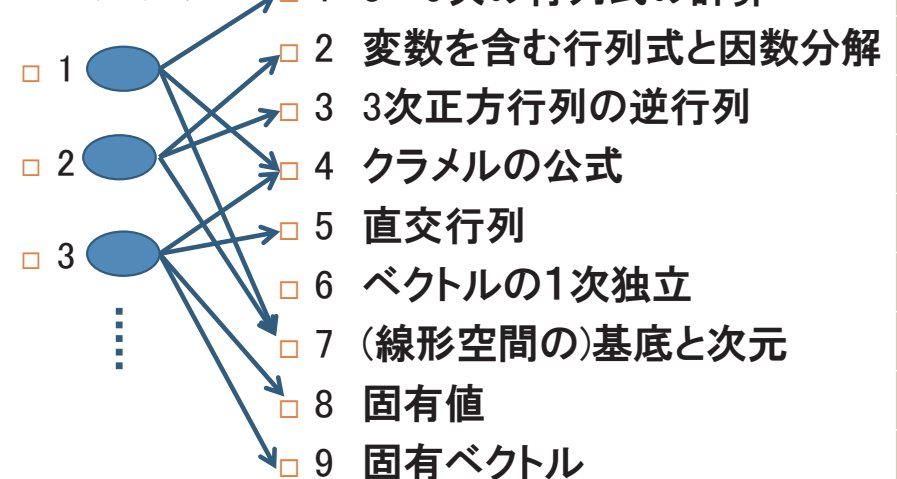 □ 1
□ 2
□ 3
□ 2 変数を含む行列式と因数分解
□ 3 3次正方行列の逆行列
□ 4 クラメルの公式
□ 5 直交行列
□ 6 ベクトルの1次独立
□ 7 (線形空間の)基底と次元
□ 8 固有値
□ 9 固有ベクトル